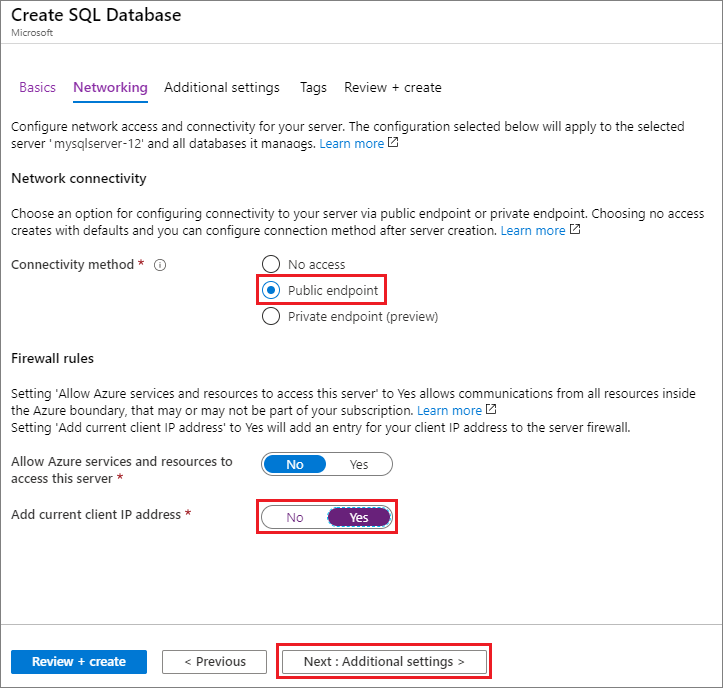 Create SQL Database
Microsoft
Basics Networking Additional settings Tags Review + create
Configure network access and connectivity for your server. The configuration selected below will apply to the selected
server 'mysqlserver-12' and all databases it manages. Learn more
Network connectivity
Choose an option for configuring connectivity to your server via public endpoint or private endpoint. Choosing no access
creates with defaults and you can configure connection method after server creation. Learn more
Connectivity method *
No access
Public endpoint
Private endpoint (preview)
Firewall rules
Setting 'Allow Azure services and resources to access this server' to Yes allows communications from all resources inside
the Azure boundary, that may or may not be part of your subscription. Learn more
Setting 'Add current client IP address' to Yes will add an entry for your client IP address to the server firewall.
Allow Azure services and resources to
access this server *
No Yes
Add current client IP address *
No Yes
Review + create < Previous Next : Additional settings >